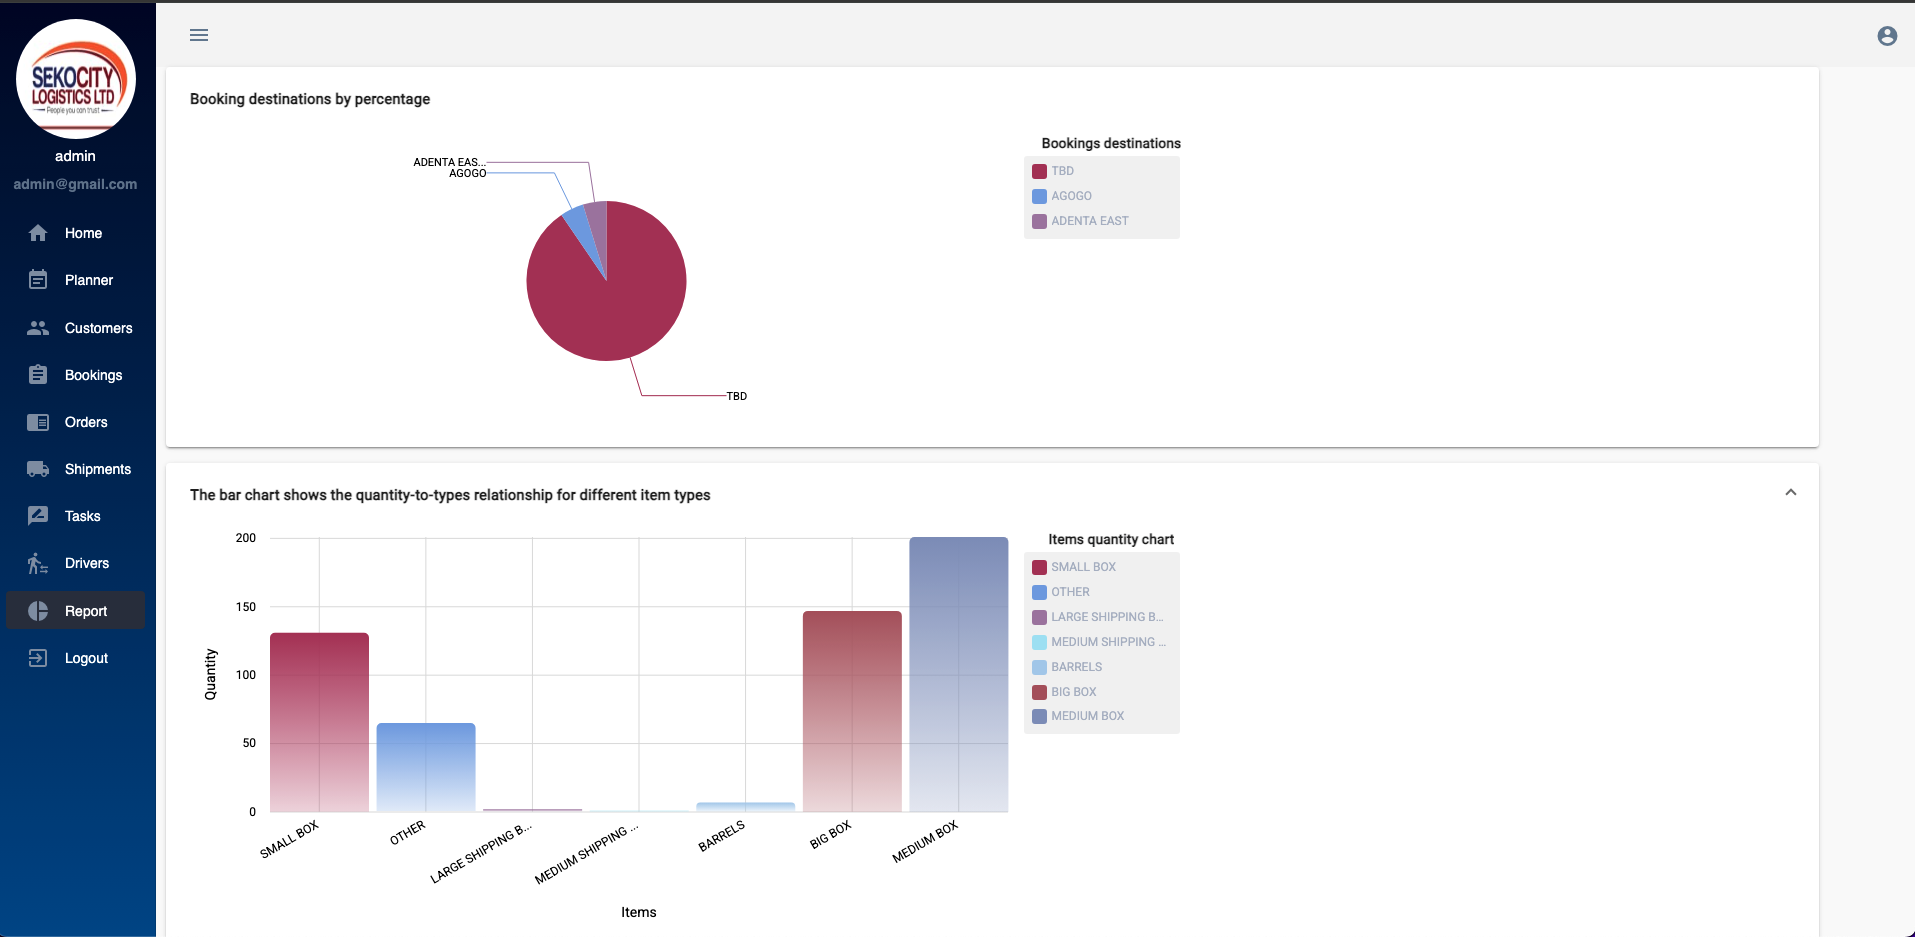 SEKOCITY
LOGISTICS LTD
People you can trust
admin
admin@gmail.com
Home
Planner
Customers
Bookings
Orders
Shipments
Tasks
Drivers
Report
Logout
Booking destinations by percentage
ADENTA EAS...
AGOGO
TBD
Bookings destinations
TBD
AGOGO
ADENTA EAST
The bar chart shows the quantity-to-types relationship for different item types
200
150
100
50
0
Quantity
SMALL BOX
OTHER
LARGE SHIPPING B...
MEDIUM SHIPPING ...
BARRELS
BIG BOX
MEDIUM BOX
Items
Items quantity chart
SMALL BOX
OTHER
LARGE SHIPPING B...
MEDIUM SHIPPING ...
BARRELS
BIG BOX
MEDIUM BOX